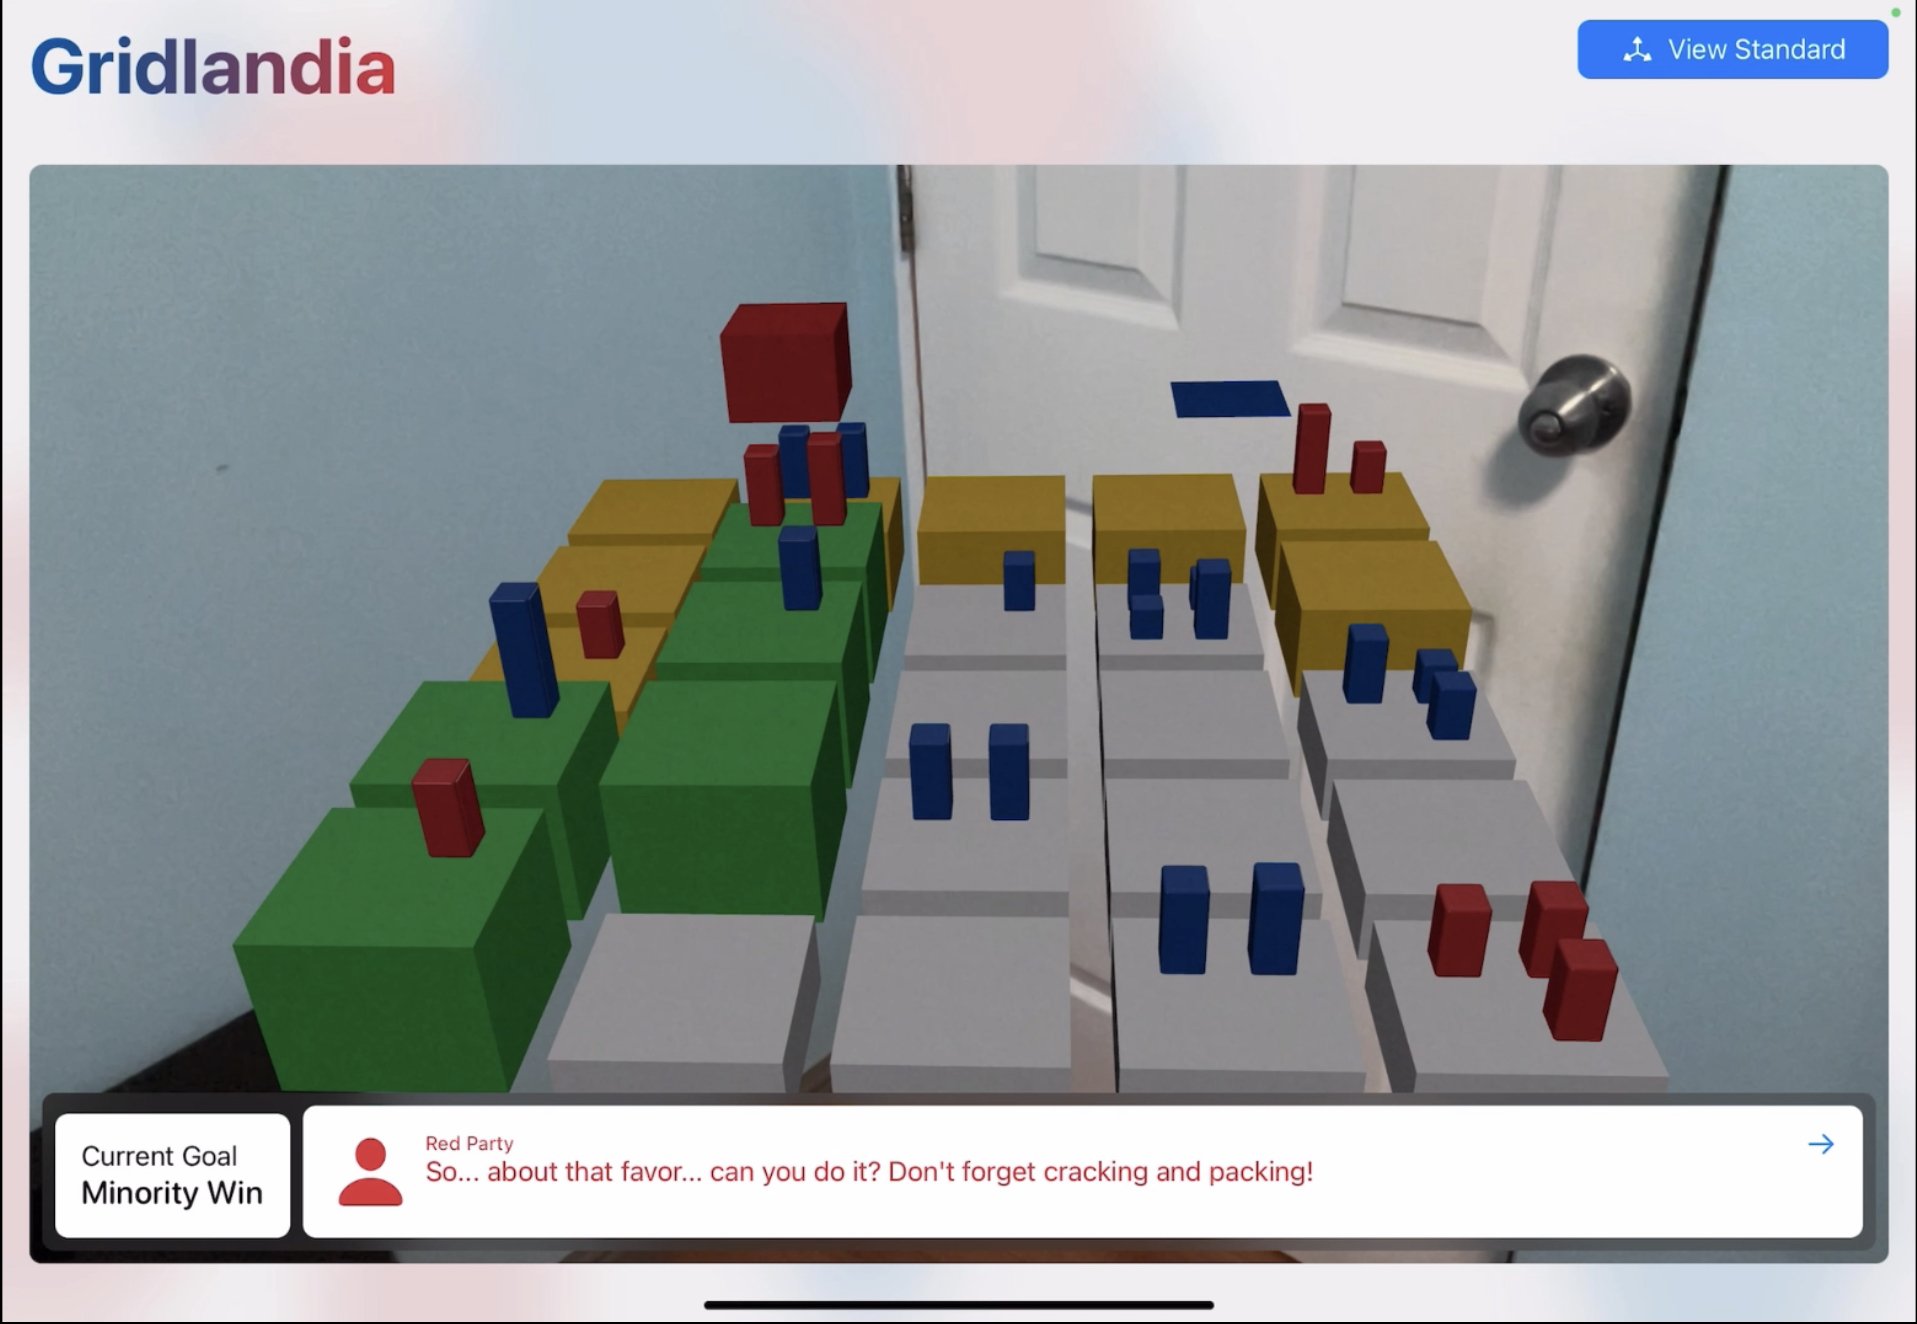 Gridlandia
View Standard
Current Goal
Minority Win
Red Party
So... about that favor... can you do it? Don't forget cracking and packing!